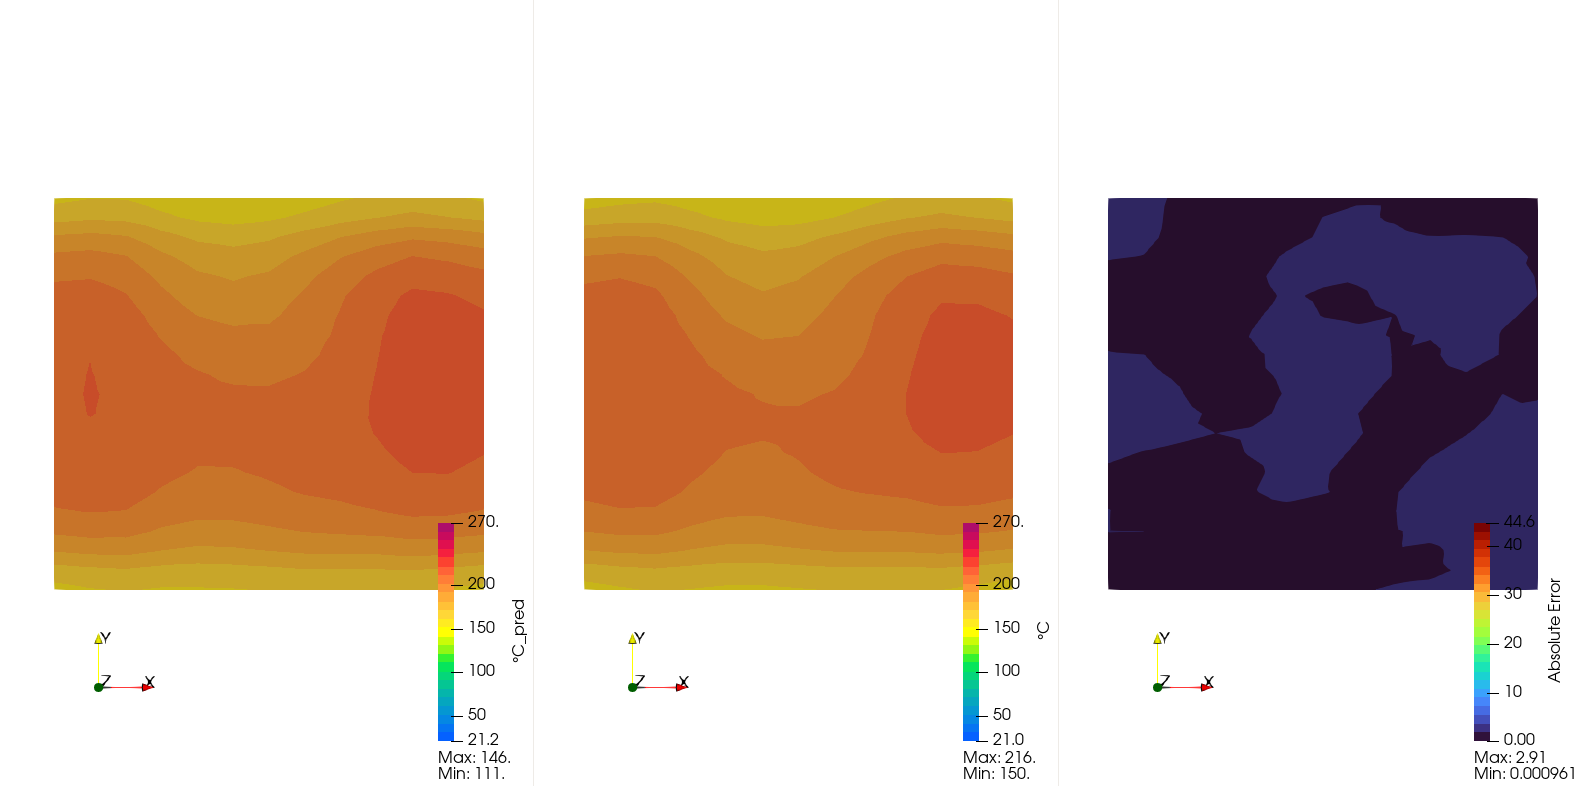 270.
200
150
100
50
21.2
°C_pred
Max: 146.
Min: 111.
Y
Z
X
270.
200
150
100
50
21.0
°C
Max: 216.
Min: 150.
Y
Z
X
44.6
40
30
20
10
0.00
Absolute Error
Max: 2.91
Min: 0.000961
Y
Z
X